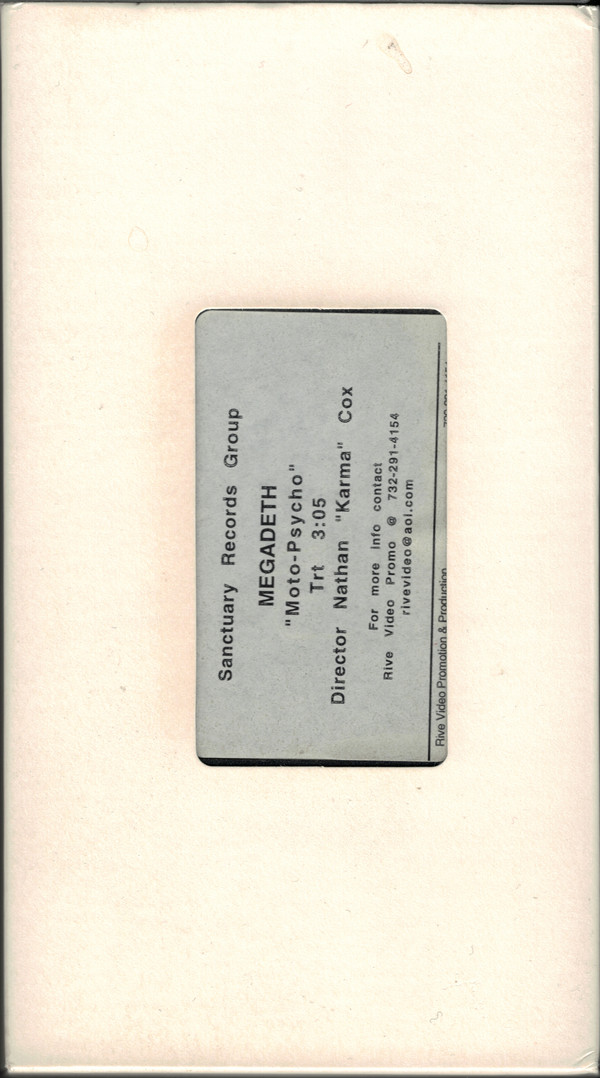 Sanctuary Records Group
MEGADETH
"Moto-Psycho"
Trt 3:05
Director Nathan "Karma" Cox
For more info contact
Rive Video Promo @ 732-291-4154
rivevideo@aol.com
Rive Video Promotion & Production